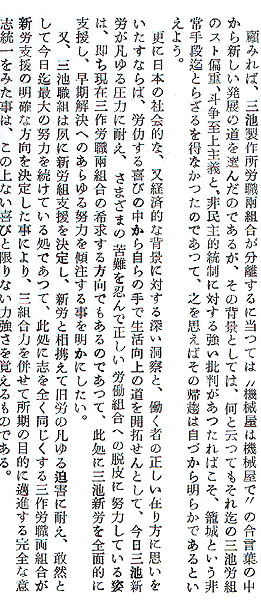 顧みれば、三池製作所労職両組合が分離するに当つては〃機械屋は機械屋で〃の合言葉の中
から新しい発展の道を選んだのであるが、その背景としては、何と云つてもそれ迄の三池労組
のスト偏重、斗争至上主義と、非民主的統制に対する強い批判があつたればこそ、籠城という非
常手段迄とらざるを得なかつたのであつて、之を思えばその帰趨は自づから明らかであるとい
えよう。
更に日本の社会的な、又経済的な背景に対する深い洞察と、働く者の正しい在り方に思いを
いたすならば、労伤する喜びの中から自らの手で生活向上の道を開拓せんとして、今日三池新
労が凡ゆる圧力に耐え、さまざまの苦難を忍んで正しい労働組合への脱皮に努力している姿
は、即ち現在三作労職両組合の希求する方向でもあるのであつて、此処に三池新労を全面的に
支援し、早期解決へのあらゆる努力を傾注する事を明かにしたい。
又、三池職組は夙に新労組支援を決定し、新労と相携えて旧労の凡ゆる迫害に耐え、敢然と
して今日迄最大の努力を続けている処であつて、此処に志を全く同じくする三作労職両組合が
新労支援の明確な方向を決定した事により、三組合力を併せて所期の目的に邁進する完全な意
志統一をみた事は、この上ない喜びと限りない力強さを覚えるものである。